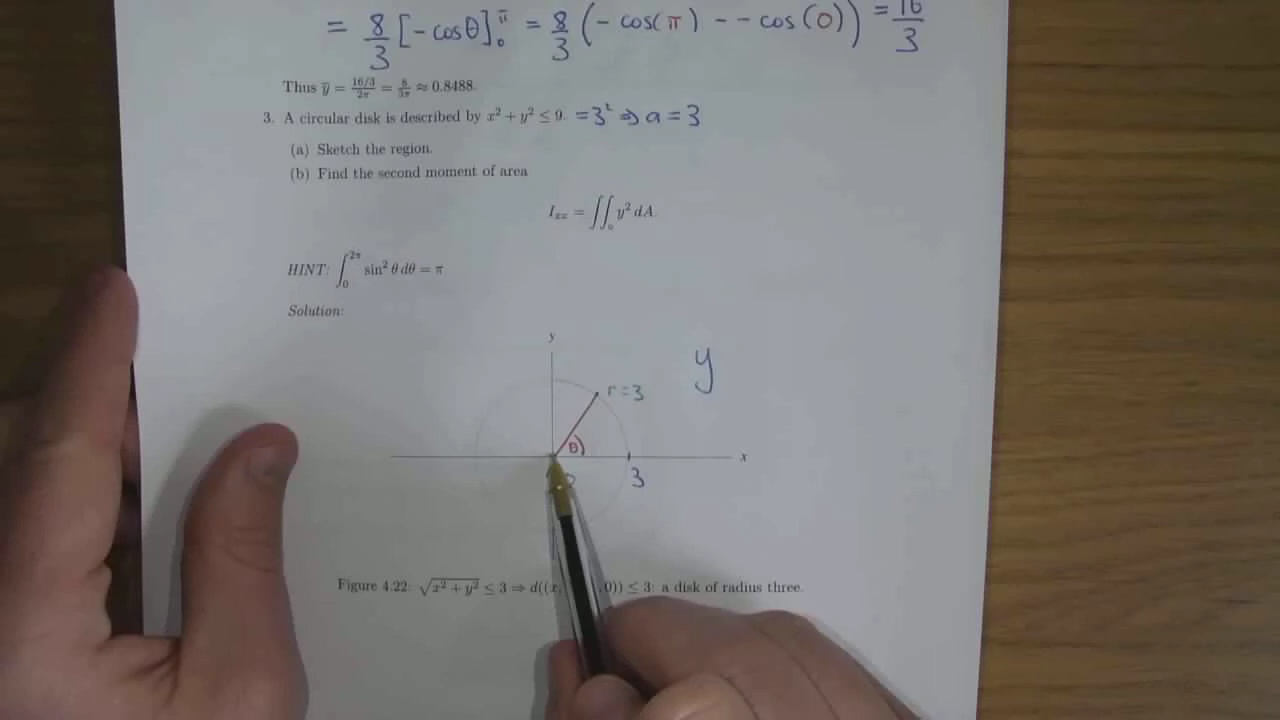 = 8/3 [-cosθ]₀^π = 8/3 (-cos(π) - -cos(0)) = 16/3
Thus ȳ = (16/3)/(2π) = 8/(3π) ≈ 0.8488.
3. A circular disk is described by x² + y² ≤ 9. = 3² ⇒ a = 3
(a) Sketch the region.
(b) Find the second moment of area
I_xx = ∬ y² dA.
HINT: ∫₀^2π sin² θ dθ = π
Solution:
y
y
r = 3
θ
x
3
Figure 4.22: √(x² + y²) ≤ 3 ⇒ d((x, ,0)) ≤ 3: a disk of radius three.